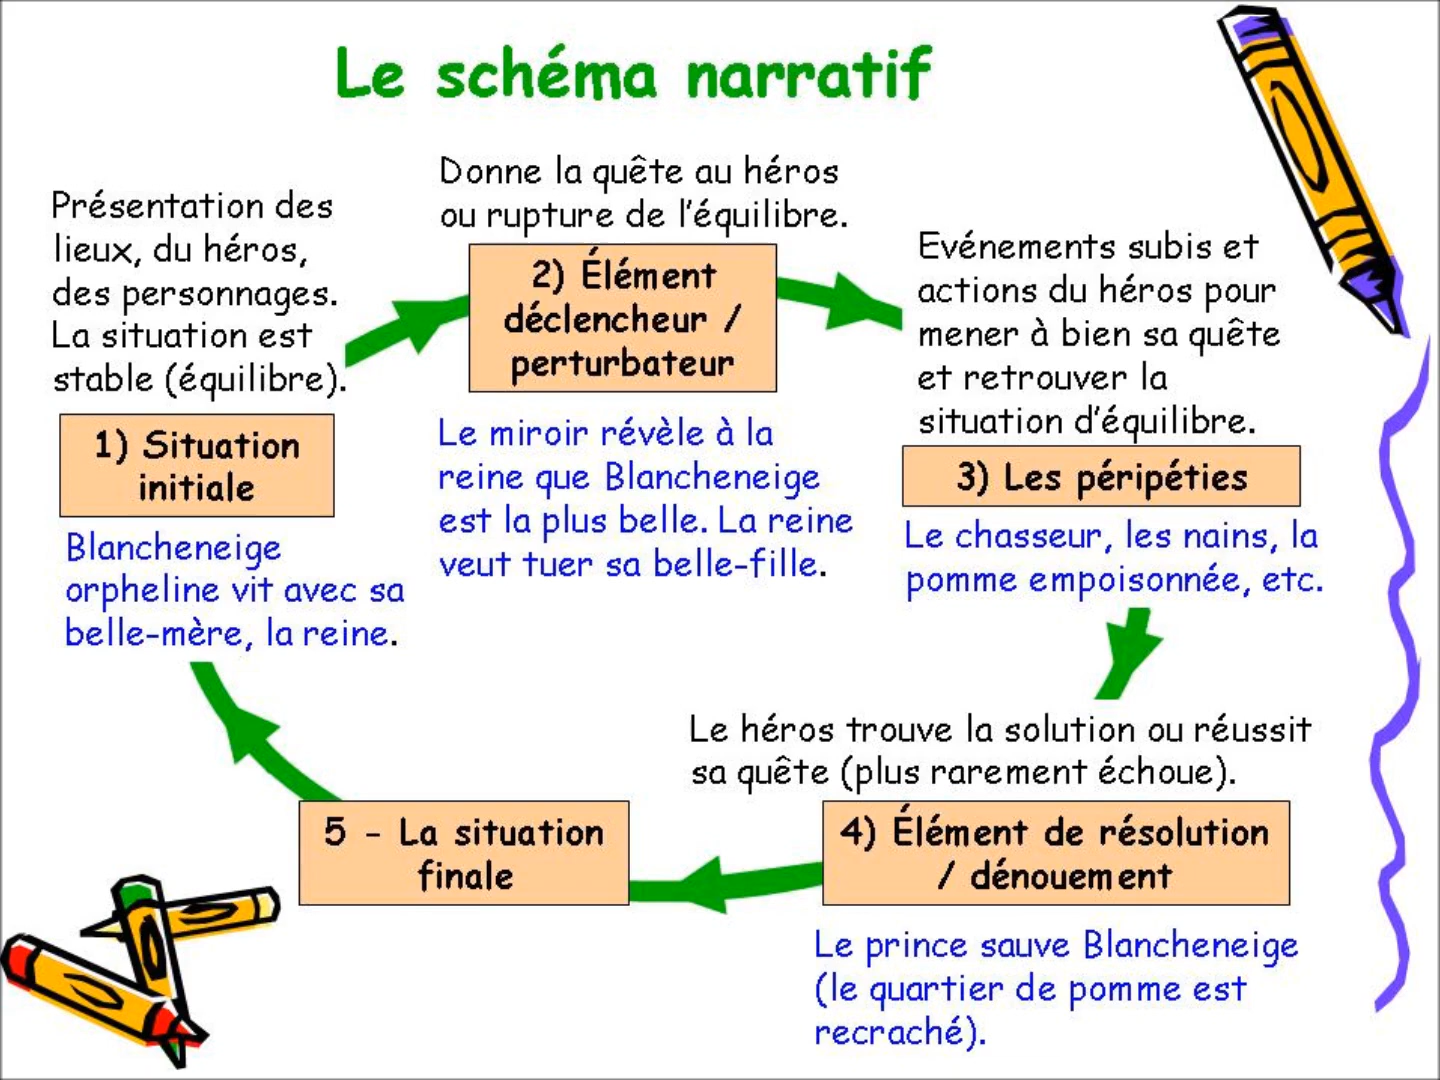 Le schéma narratif
Présentation des
lieux, du héros,
des personnages.
La situation est
stable (équilibre).
1) Situation
initiale
Blancheneige
orpheline vit avec sa
belle-mère, la reine.
Donne la quête au héros
ou rupture de l'équilibre.
2) Élément
déclencheur /
perturbateur
Le miroir révèle à la
reine que Blancheneige
est la plus belle. La reine
veut tuer sa belle-fille.
Evénements subis et
actions du héros pour
mener à bien sa quête
et retrouver la
situation d'équilibre.
3) Les péripéties
Le chasseur, les nains, la
pomme empoisonnée, etc.
Le héros trouve la solution ou réussit
sa quête (plus rarement échoue).
4) Élément de résolution
/ dénouement
Le prince sauve Blancheneige
(le quartier de pomme est
recraché).
5 - La situation
finale